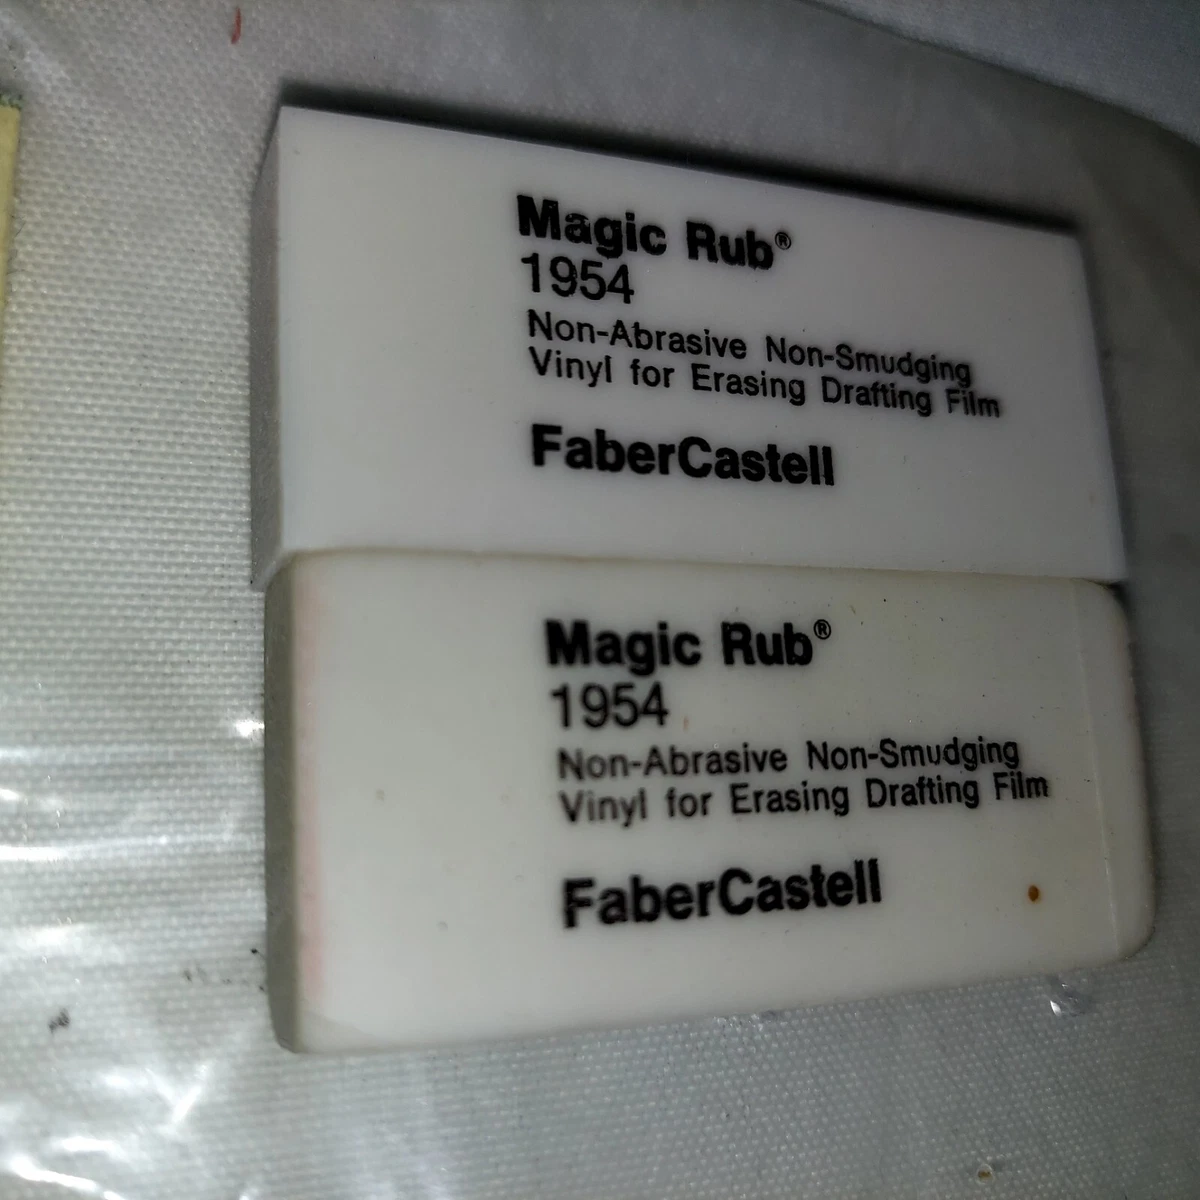 Magic Rub®
1954
Non-Abrasive Non-Smudging
Vinyl for Erasing Drafting Film
FaberCastell
Magic Rub®
1954
Non-Abrasive Non-Smudging
Vinyl for Erasing Drafting Film
FaberCastell